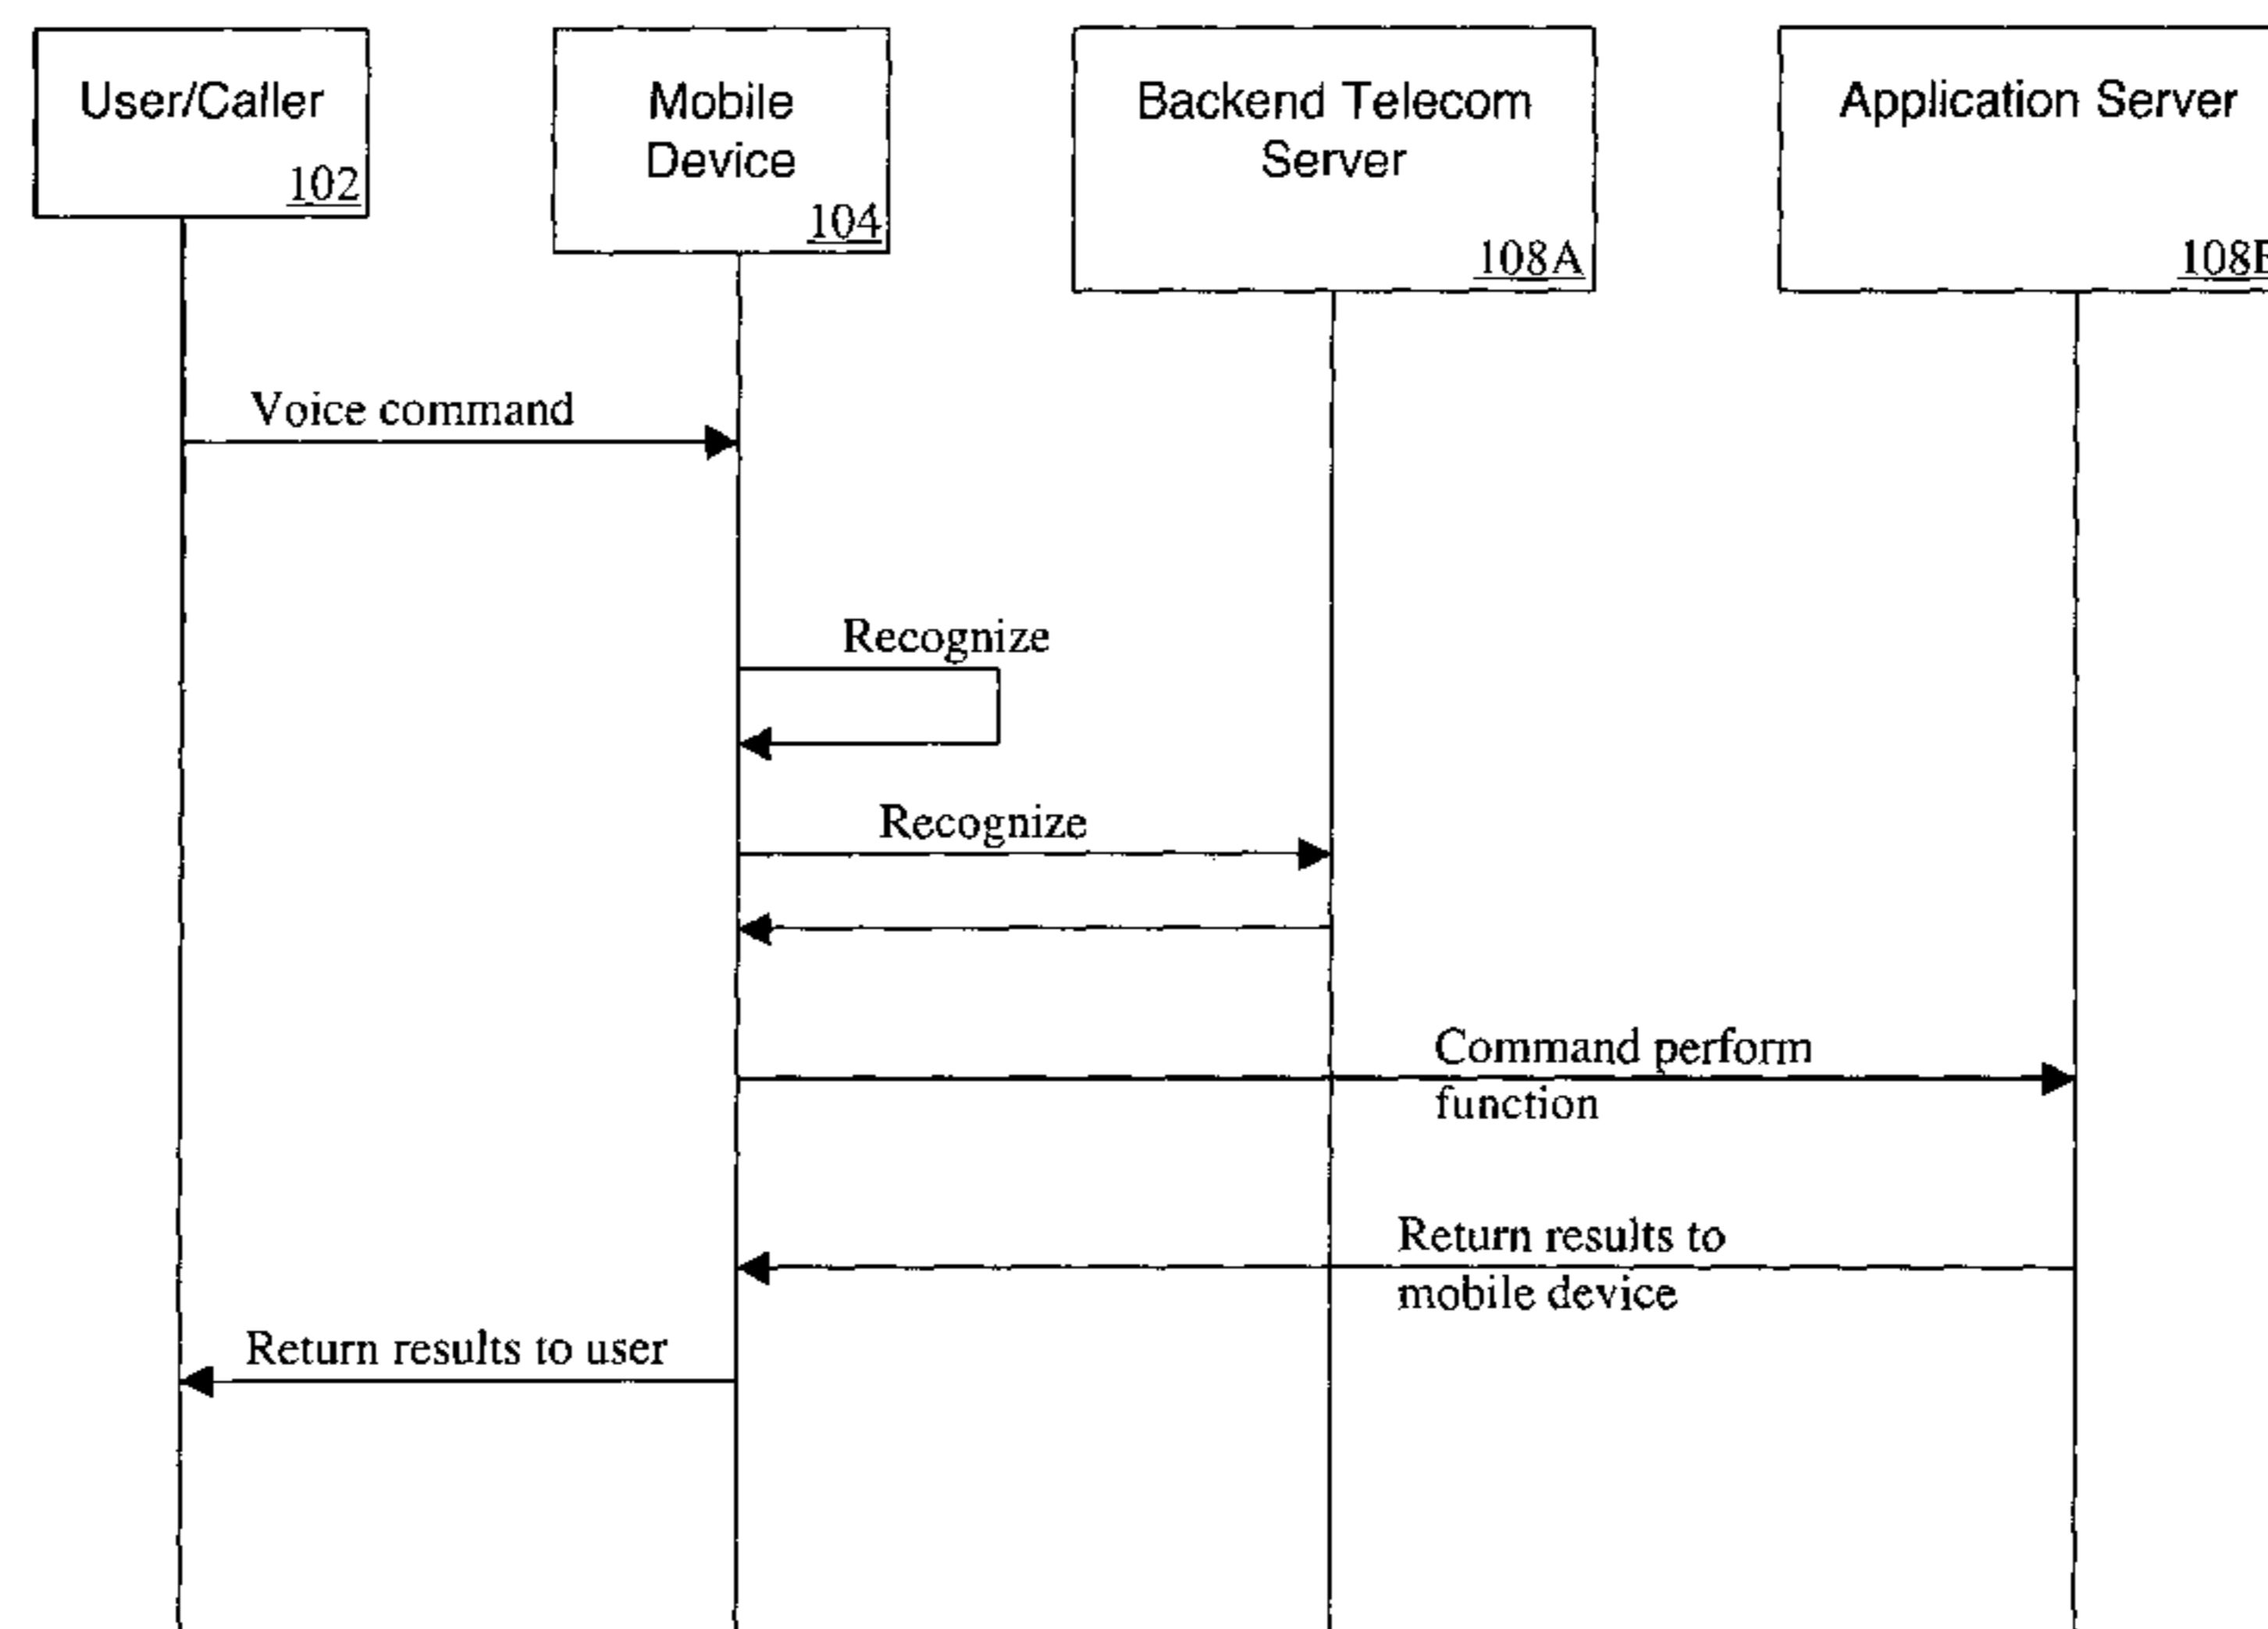 User/Caller
102
Mobile
Device
104
Backend Telecom
Server
108A
Application Server
Voice command
Recognize
Recognize
Command perform
function
Return results to
mobile device
Return results to user